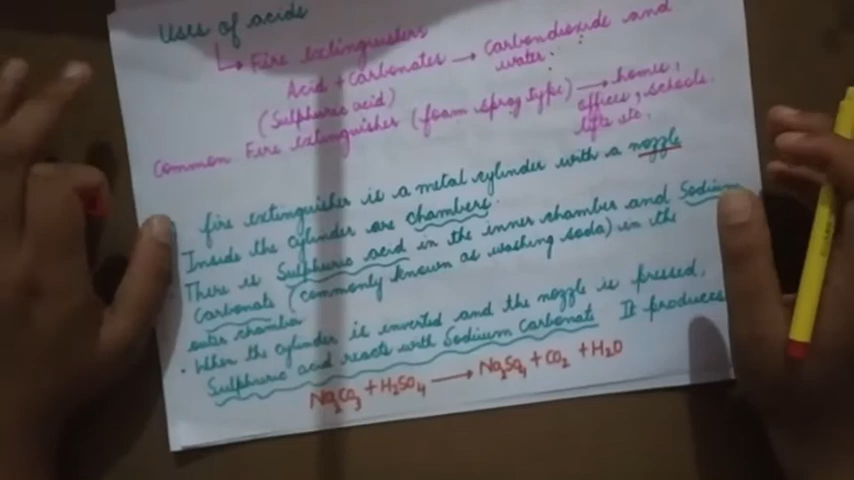 Uses of acids
↳ Fire extinguishers
Acid + Carbonates → Carbondioxide and
(Sulphuric acid) water.
Common Fire extinguisher (foam spray type) → homes,
offices, schools.
lifts etc.
fire extinguisher is a metal cylinder with a nozzle
Inside the cylinder are chambers.
There is Sulphuric acid in the inner chamber and Sodium
Carbonate (commonly known as washing soda) in the
outer chamber
• When the cylinder is inverted and the nozzle is pressed,
Sulphuric acid reacts with Sodium Carbonate It produces
Na₂CO₃ + H₂SO₄ → Na₂SO₄ + CO₂ + H₂O